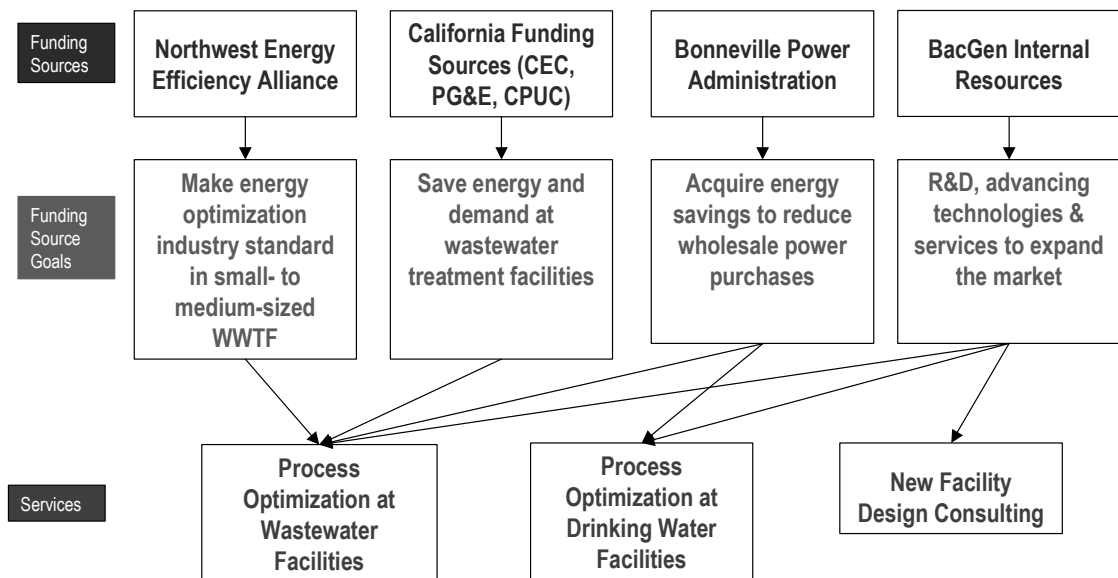 Funding
Sources
Northwest Energy
Efficiency Alliance
California Funding
Sources (CEC,
PG&E, CPUC)
Bonneville Power
Administration
BacGen Internal
Resources
Funding
Source
Goals
Make energy
optimization
industry standard
in small- to
medium-sized
WWTF
Save energy and
demand at
wastewater
treatment facilities
Acquire energy
savings to reduce
wholesale power
purchases
R&D, advancing
technologies &
services to expand
the market
Services
Process
Optimization at
Wastewater
Facilities
Process
Optimization at
Drinking Water
Facilities
New Facility
Design Consulting